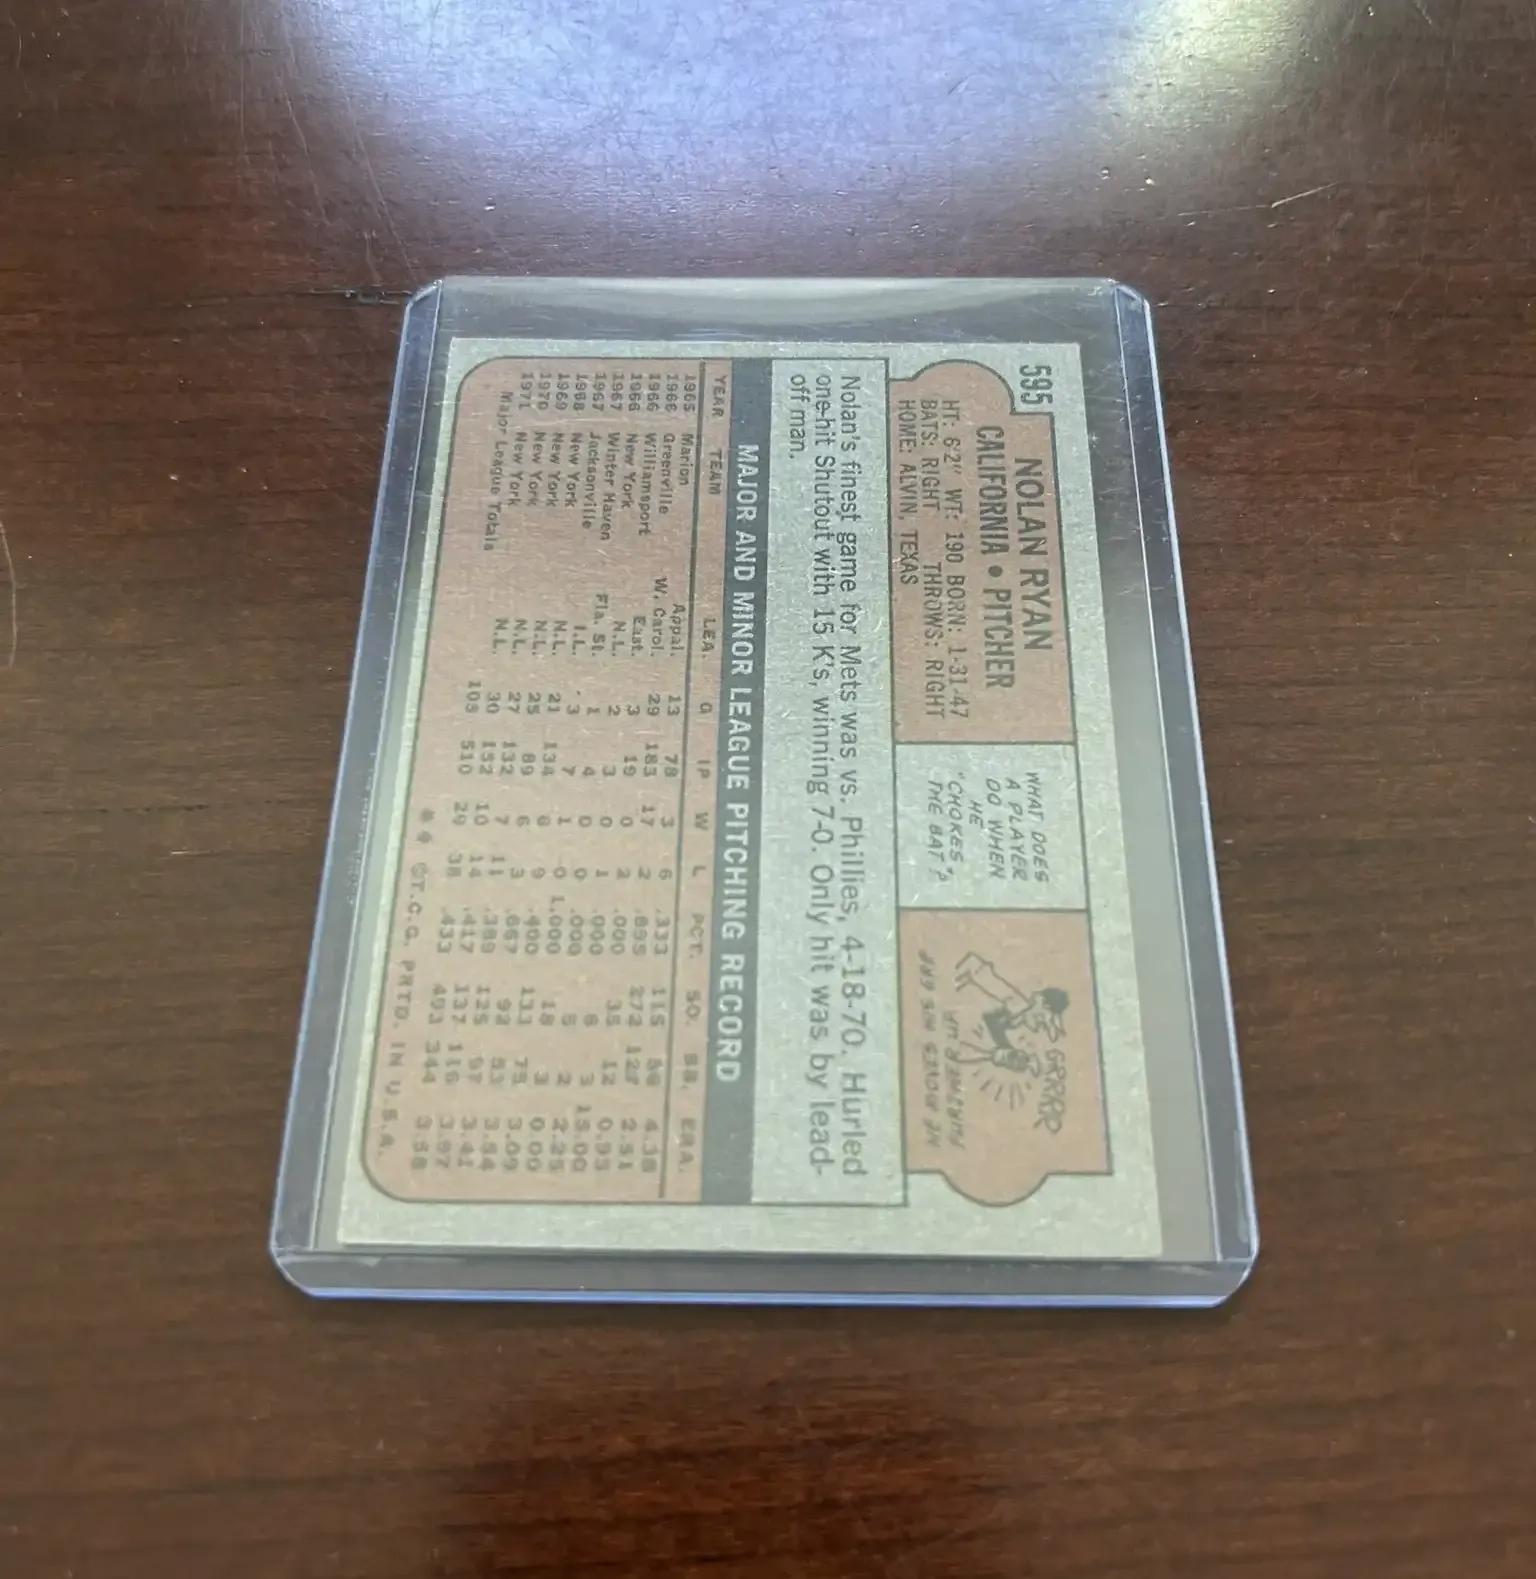 595
NOLAN RYAN
CALIFORNIA • PITCHER
HT: 6'2" WT: 190 BORN: 1-31-47
BATS: RIGHT THROWS: RIGHT
HOME: ALVIN, TEXAS
WHAT DOES
A PLAYER
DO WHEN
HE
"CHOKES"
THE BAT"?
GRRRR
HE MOVES HIS GRIP
FURTHER UP.
Nolan's finest game for Mets was vs. Phillies, 4-18-70. Hurled
one-hit Shutout with 15 K's, winning 7-0. Only hit was by lead-
off man.
MAJOR AND MINOR LEAGUE PITCHING RECORD
YEAR TEAM LEA. G IP W L PCT. SO. BB. ERA.
1965 Marion Appal. 13 78 3 6 .333 115 56 4.38
1966 Greenville W. Carol. 29 183 17 2 .895 272 127 2.51
1966 Williamsport East. 3 19 0 2 .000 35 12 0.95
1966 New York N.L. 2 3 0 1 .000 6 3 15.00
1967 Winter Haven Fla. St. 1 4 0 0 .000 5 2 2.25
1967 Jacksonville I.L. 3 7 1 0 1.000 18 3 0.00
1968 New York N.L. 21 134 6 9 .400 133 75 3.09
1969 New York N.L. 25 89 6 3 .667 92 53 3.54
1970 New York N.L. 27 132 7 11 .389 125 97 3.41
1971 New York N.L. 30 152 10 14 .417 137 116 3.97
Major League Totals 105 510 29 38 .433 493 344 3.58
** ©T.C.G. PRTD. IN U.S.A.